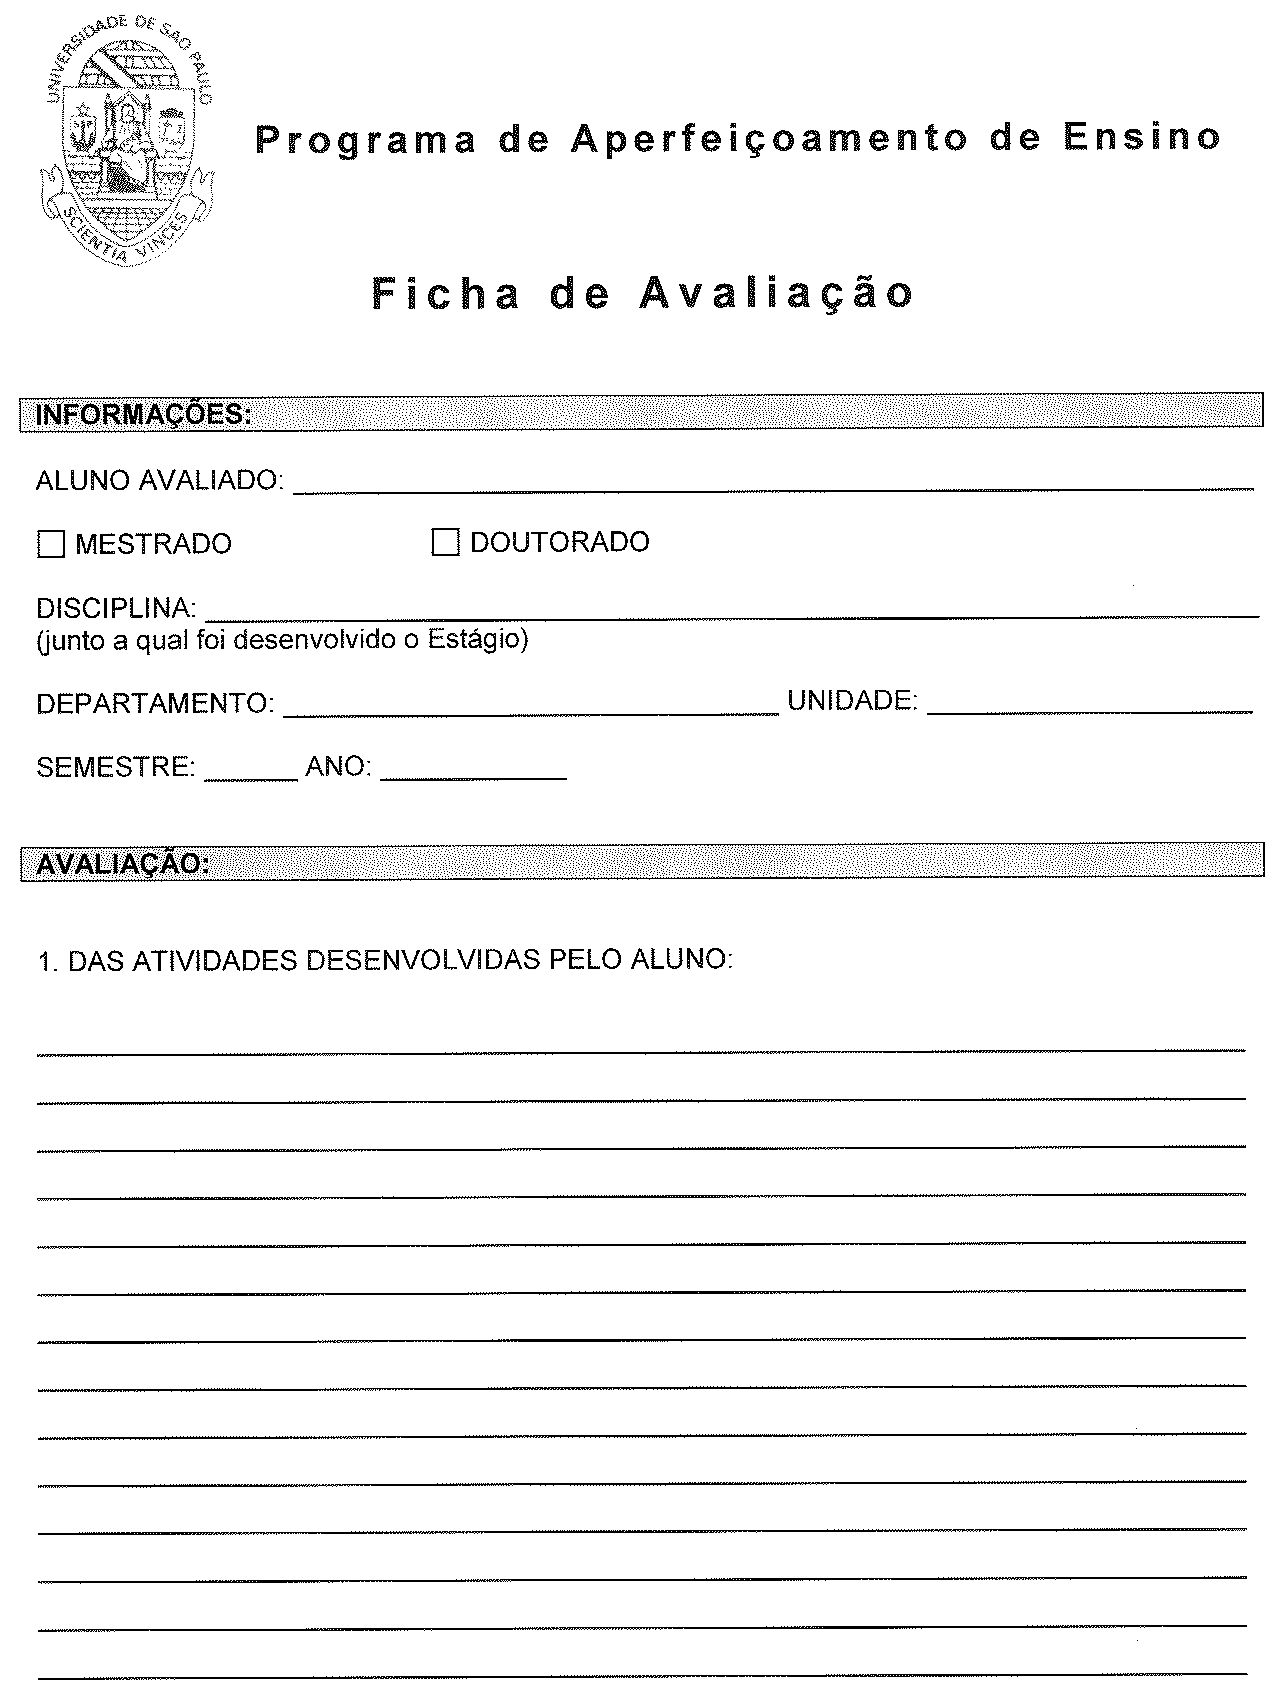 UNIVERSIDADE DE SÃO PAULO
SCIENTIA VINCES
Programa de Aperfeiçoamento de Ensino
Ficha de Avaliação
INFORMAÇÕES:
ALUNO AVALIADO:
MESTRADO DOUTORADO
DISCIPLINA:
(junto a qual foi desenvolvido o Estágio)
DEPARTAMENTO: UNIDADE:
SEMESTRE: ANO:
AVALIAÇÃO:
1. DAS ATIVIDADES DESENVOLVIDAS PELO ALUNO: